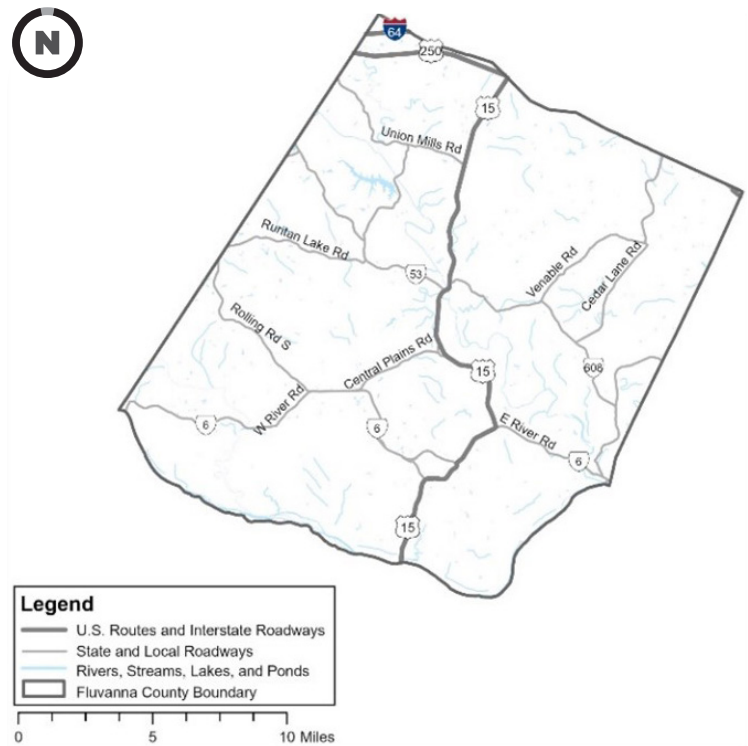 N
64
250
15
Union Mills Rd
Ruritan Lake Rd
53
Venable Rd
Cedar Lane Rd
Rolling Rd S
Central Plains Rd
15
608
W River Rd
6
6
E River Rd
6
15
Legend
U.S. Routes and Interstate Roadways
State and Local Roadways
Rivers, Streams, Lakes, and Ponds
Fluvanna County Boundary
0 5 10 Miles